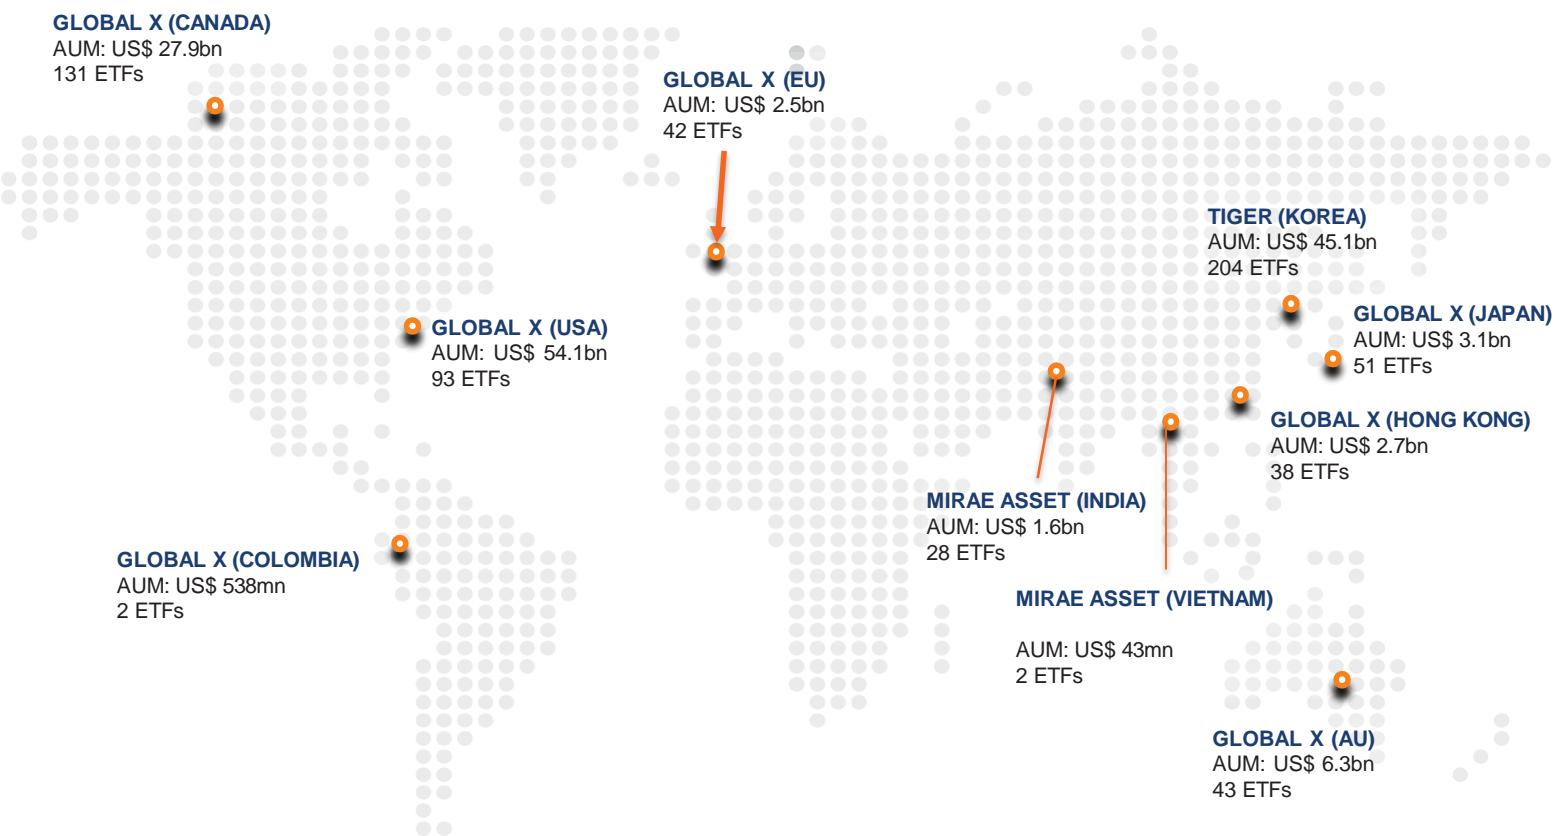 GLOBAL X (CANADA)
AUM: US$ 27.9bn
131 ETFs
GLOBAL X (EU)
AUM: US$ 2.5bn
42 ETFs
TIGER (KOREA)
AUM: US$ 45.1bn
204 ETFs
GLOBAL X (JAPAN)
AUM: US$ 3.1bn
51 ETFs
GLOBAL X (USA)
AUM: US$ 54.1bn
93 ETFs
GLOBAL X (HONG KONG)
AUM: US$ 2.7bn
38 ETFs
MIRAE ASSET (INDIA)
AUM: US$ 1.6bn
28 ETFs
GLOBAL X (COLOMBIA)
AUM: US$ 538mn
2 ETFs
MIRAE ASSET (VIETNAM)
AUM: US$ 43mn
2 ETFs
GLOBAL X (AU)
AUM: US$ 6.3bn
43 ETFs